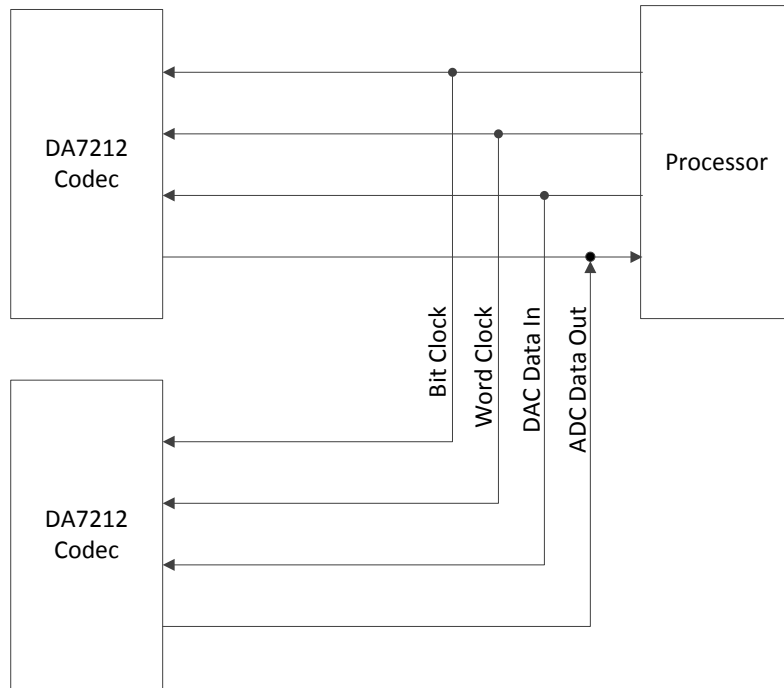 DA7212
Codec
Processor
Bit Clock
Word Clock
DAC Data In
ADC Data Out
DA7212
Codec